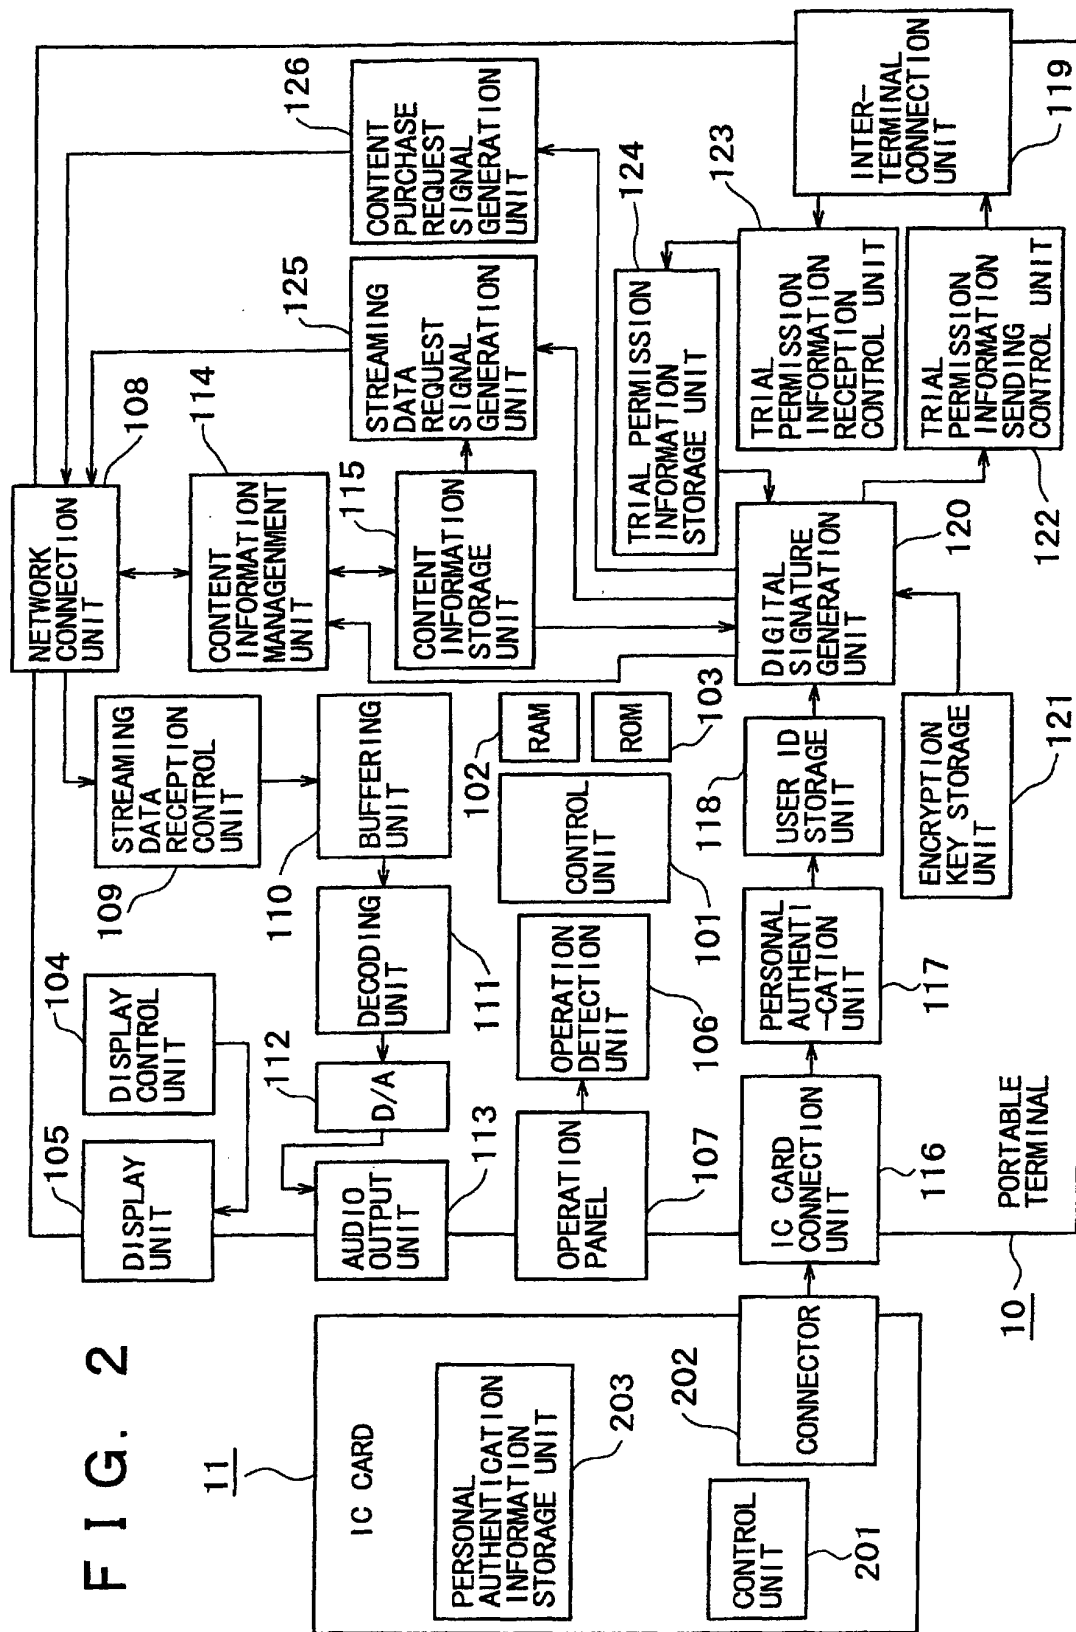 FIG. 2
11
IC CARD
PERSONAL
AUTHENTICATION
INFORMATION
STORAGE UNIT
203
CONTROL
UNIT
201
202
CONNECTOR
105
DISPLAY
UNIT
104
DISPLAY
CONTROL
UNIT
112
AUDIO
OUTPUT
UNIT
113
D/A
DECODING
UNIT
111
110
BUFFERING
UNIT
109
STREAMING
DATA
RECEPTION
CONTROL
UNIT
NETWORK
CONNECTION
UNIT
108
CONTENT
INFORMATION
MANAGEMENT
UNIT
114
CONTENT
INFORMATION
STORAGE
UNIT
115
STREAMING
DATA
REQUEST
SIGNAL
GENERATION
UNIT
125
CONTENT
PURCHASE
REQUEST
SIGNAL
GENERATION
UNIT
126
OPERATION
PANEL
107
OPERATION
DETECTION
UNIT
106
CONTROL
UNIT
101
102
RAM
ROM
103
IC CARD
CONNECTION
UNIT
116
PERSONAL
AUTHENTI
-CATION
UNIT
117
118
USER ID
STORAGE
UNIT
DIGITAL
SIGNATURE
GENERATION
UNIT
120
ENCRYPTION
KEY STORAGE
UNIT
121
TRIAL PERMISSION
INFORMATION
STORAGE UNIT
124
TRIAL
PERMISSION
INFORMATION
RECEPTION
CONTROL UNIT
123
TRIAL
PERMISSION
INFORMATION
SENDING
CONTROL UNIT
122
INTER-
TERMINAL
CONNECTION
UNIT
119
PORTABLE
TERMINAL
10